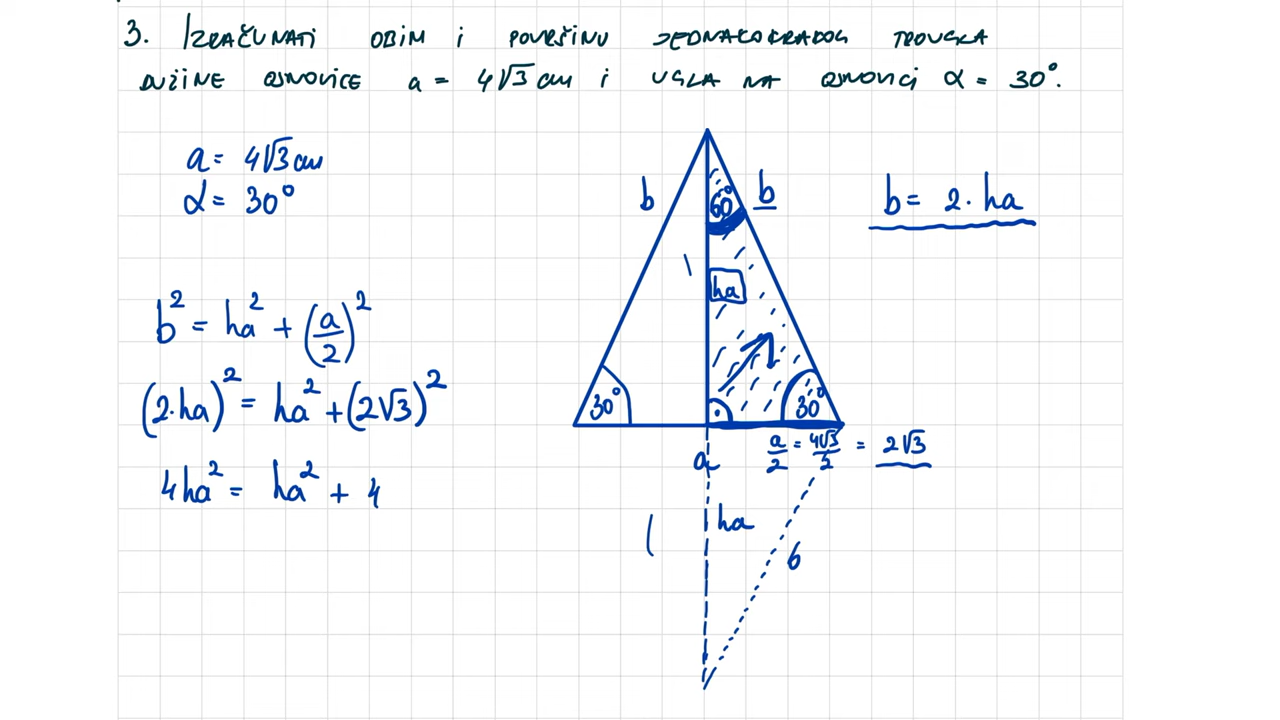 3. IZRAČUNATI OBIM I POVRŠINU JEDNAKOKRAKOG TROUGLA
DUŽINE OSNOVICE a = 4√3 cm I UGLA NA OSNOVICI α = 30°.
a = 4√3 cm
α = 30°
b² = ha² + (a/2)²
(2·ha)² = ha² + (2√3)²
4ha² = ha² + 4
b
60°
b
ha
30°
30°
a
a/2 = 4√3/2 = 2√3
ha
b
b = 2·ha